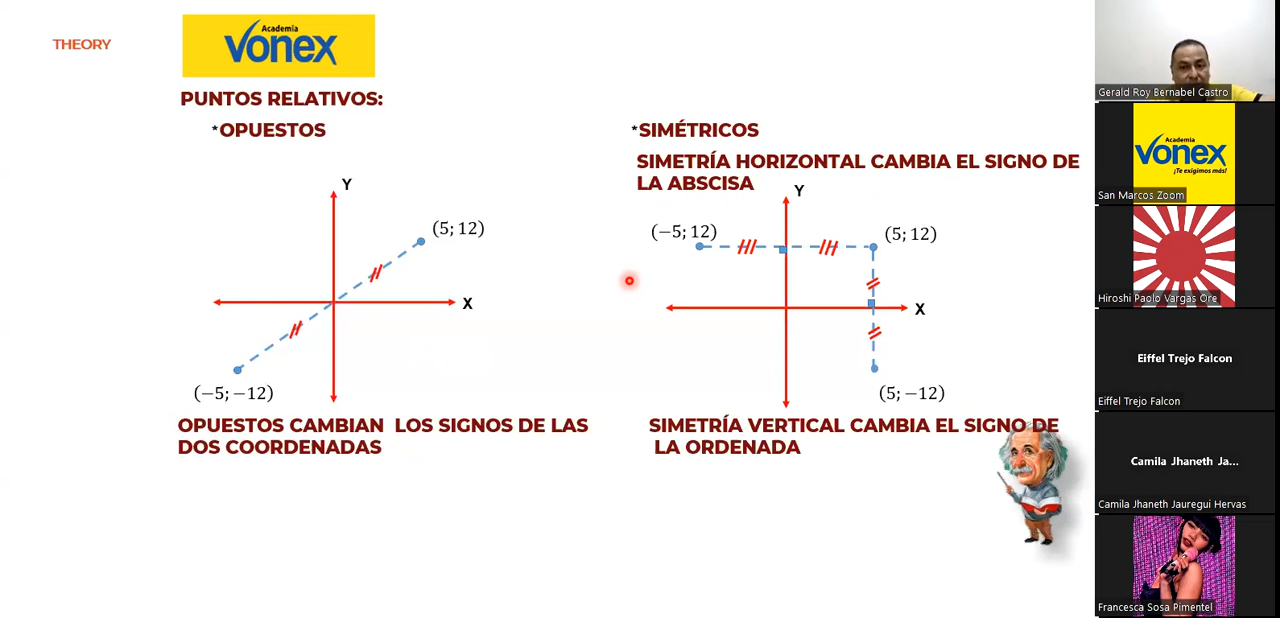 THEORY
Academia
Vonex
PUNTOS RELATIVOS:
*OPUESTOS
Y
(5; 12)
X
(−5; −12)
OPUESTOS CAMBIAN LOS SIGNOS DE LAS
DOS COORDENADAS
*SIMÉTRICOS
SIMETRÍA HORIZONTAL CAMBIA EL SIGNO DE
LA ABSCISA
Y
(−5; 12)
(5; 12)
X
(5; −12)
SIMETRÍA VERTICAL CAMBIA EL SIGNO DE
LA ORDENADA
Gerald Roy Bernabel Castro
Academia
Vonex
¡Te exigimos más!
San Marcos Zoom
Hiroshi Paolo Vargas Ore
Eiffel Trejo Falcon
Eiffel Trejo Falcon
Camila Jhaneth Ja...
Camila Jhaneth Jauregui Hervas
Francesca Sosa Pimentel